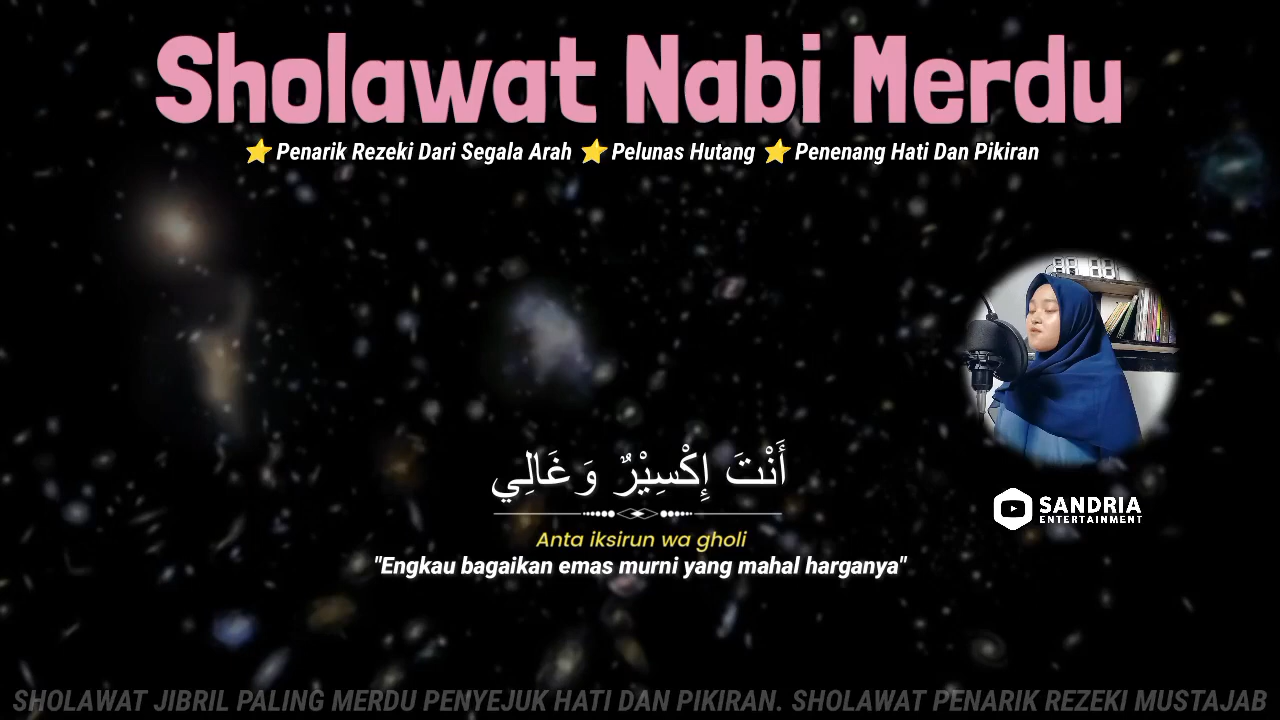 Sholawat Nabi Merdu
⭐ Penarik Rezeki Dari Segala Arah ⭐ Pelunas Hutang ⭐ Penenang Hati Dan Pikiran
أَنْتَ إِكْسِيْرٌ وَغَالِي
Anta iksirun wa gholi
"Engkau bagaikan emas murni yang mahal harganya"
SANDRIA
ENTERTAINMENT
SHOLAWAT JIBRIL PALING MERDU PENYEJUK HATI DAN PIKIRAN. SHOLAWAT PENARIK REZEKI MUSTAJAB